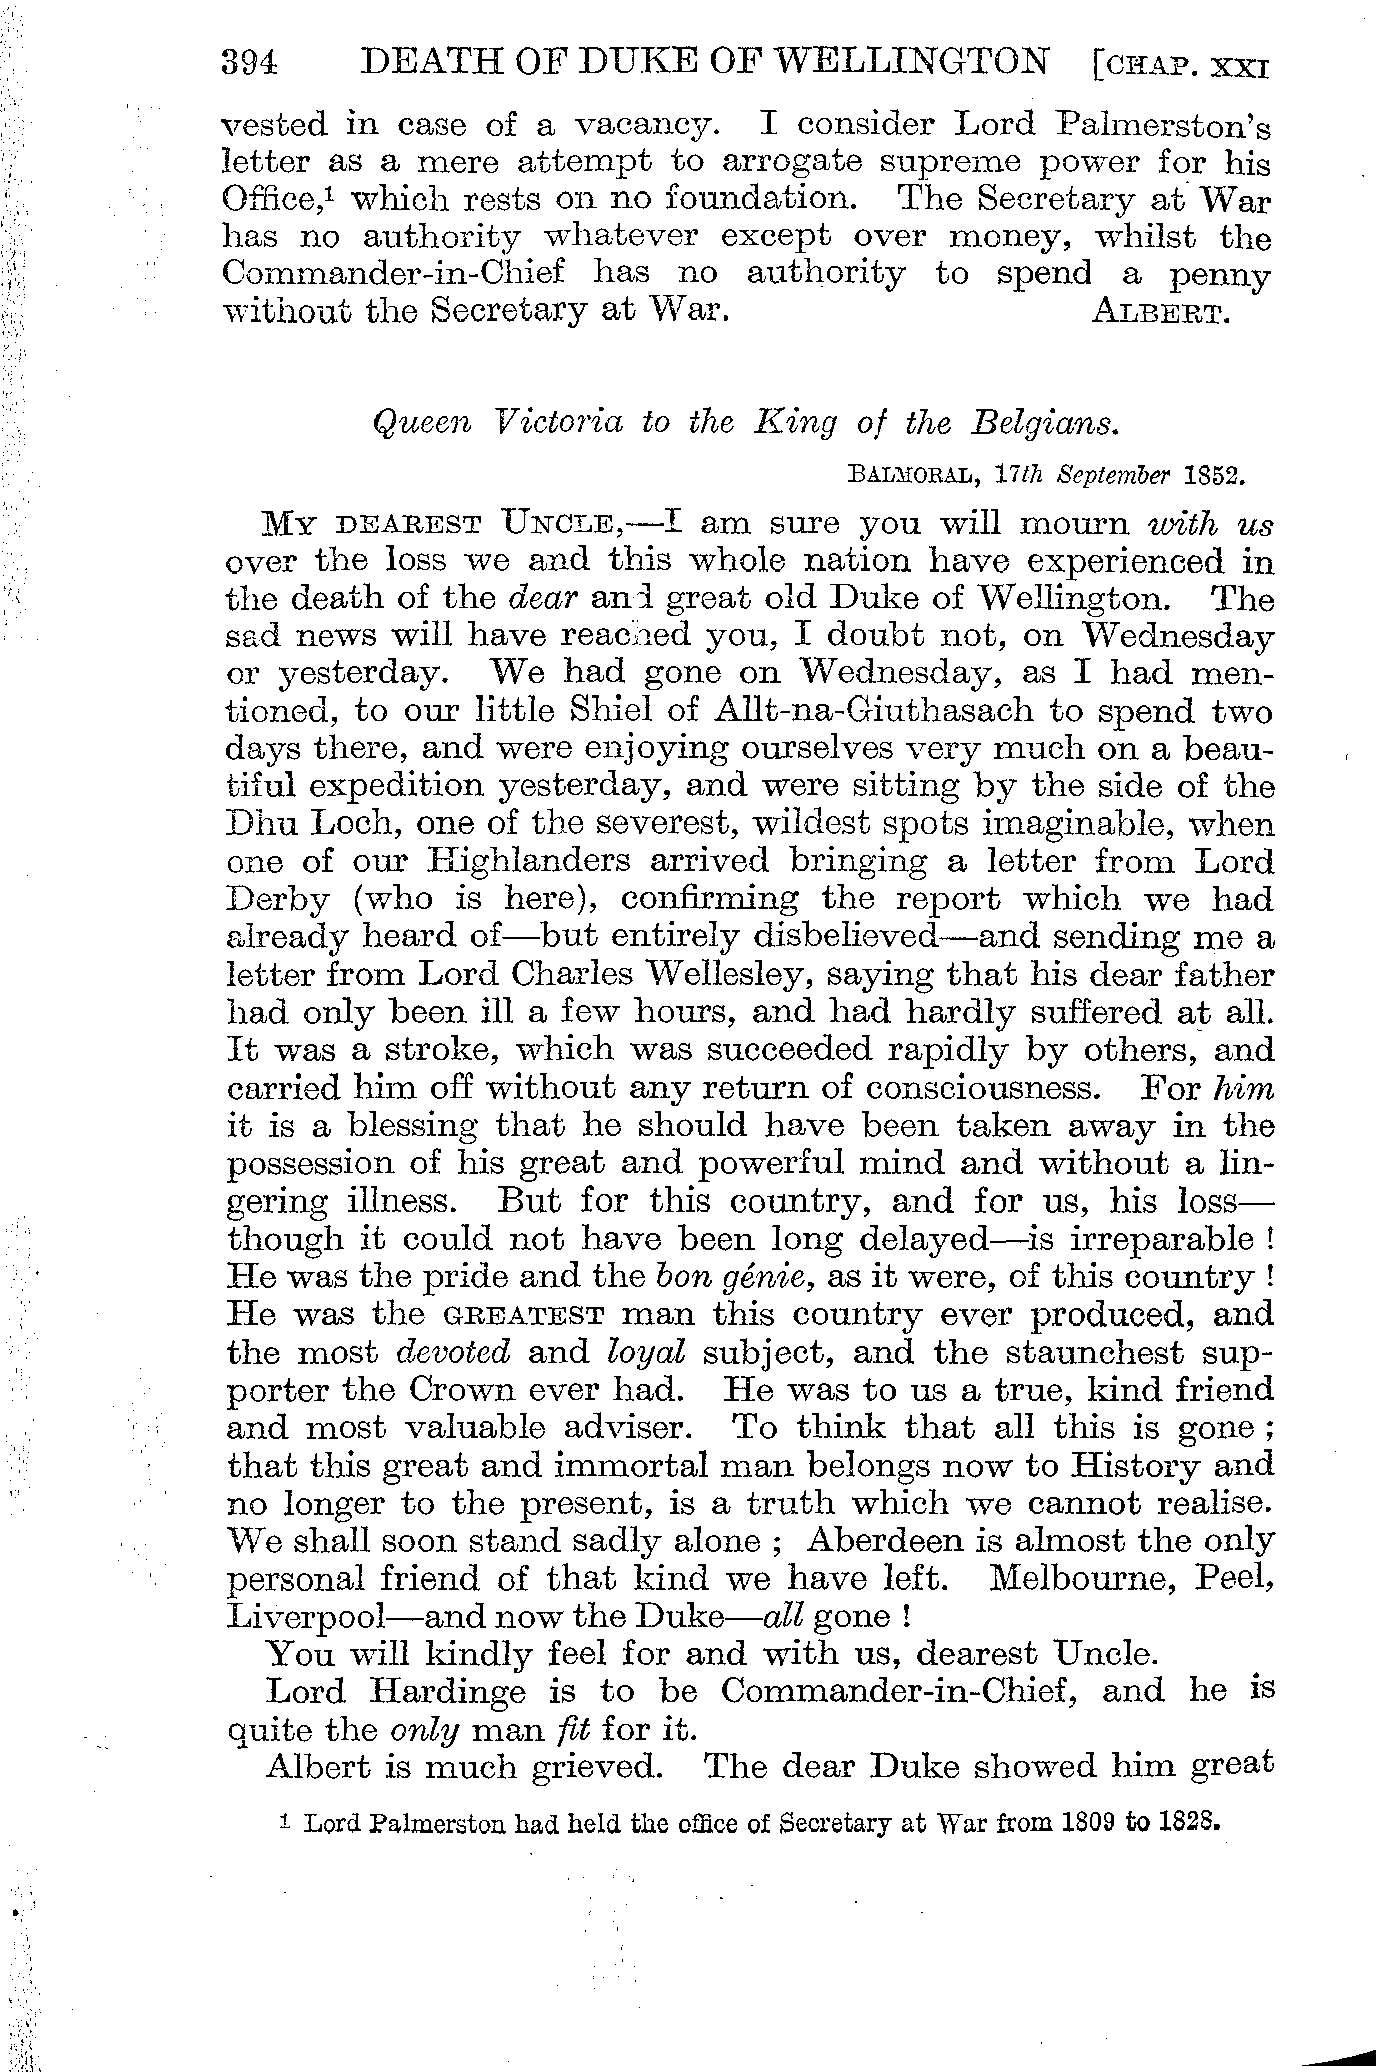 394 DEATH OF DUKE OF WELLINGTON [CHAP. XXI
vested in case of a vacancy. I consider Lord Palmerston's
letter as a mere attempt to arrogate supreme power for his
Office,¹ which rests on no foundation. The Secretary at War
has no authority whatever except over money, whilst the
Commander-in-Chief has no authority to spend a penny
without the Secretary at War. ALBERT.
Queen Victoria to the King of the Belgians.
BALMORAL, 17th September 1852.
MY DEAREST UNCLE,—I am sure you will mourn with us
over the loss we and this whole nation have experienced in
the death of the dear and great old Duke of Wellington. The
sad news will have reached you, I doubt not, on Wednesday
or yesterday. We had gone on Wednesday, as I had men-
tioned, to our little Shiel of Allt-na-Giuthasach to spend two
days there, and were enjoying ourselves very much on a beau-
tiful expedition yesterday, and were sitting by the side of the
Dhu Loch, one of the severest, wildest spots imaginable, when
one of our Highlanders arrived bringing a letter from Lord
Derby (who is here), confirming the report which we had
already heard of—but entirely disbelieved—and sending me a
letter from Lord Charles Wellesley, saying that his dear father
had only been ill a few hours, and had hardly suffered at all.
It was a stroke, which was succeeded rapidly by others, and
carried him off without any return of consciousness. For him
it is a blessing that he should have been taken away in the
possession of his great and powerful mind and without a lin-
gering illness. But for this country, and for us, his loss—
though it could not have been long delayed—is irreparable !
He was the pride and the bon génie, as it were, of this country !
He was the GREATEST man this country ever produced, and
the most devoted and loyal subject, and the staunchest sup-
porter the Crown ever had. He was to us a true, kind friend
and most valuable adviser. To think that all this is gone ;
that this great and immortal man belongs now to History and
no longer to the present, is a truth which we cannot realise.
We shall soon stand sadly alone ; Aberdeen is almost the only
personal friend of that kind we have left. Melbourne, Peel,
Liverpool—and now the Duke—all gone !
You will kindly feel for and with us, dearest Uncle.
Lord Hardinge is to be Commander-in-Chief, and he is
quite the only man fit for it.
Albert is much grieved. The dear Duke showed him great
¹ Lord Palmerston had held the office of Secretary at War from 1809 to 1828.